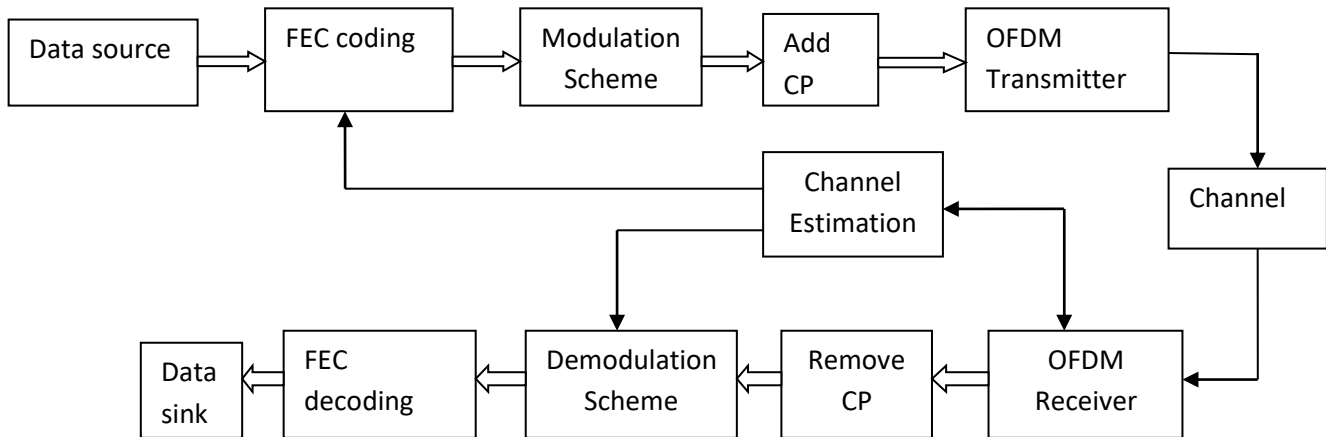 Data source
FEC coding
Modulation
Scheme
Add
CP
OFDM
Transmitter
Channel
Estimation
Channel
Data
sink
FEC
decoding
Demodulation
Scheme
Remove
CP
OFDM
Receiver